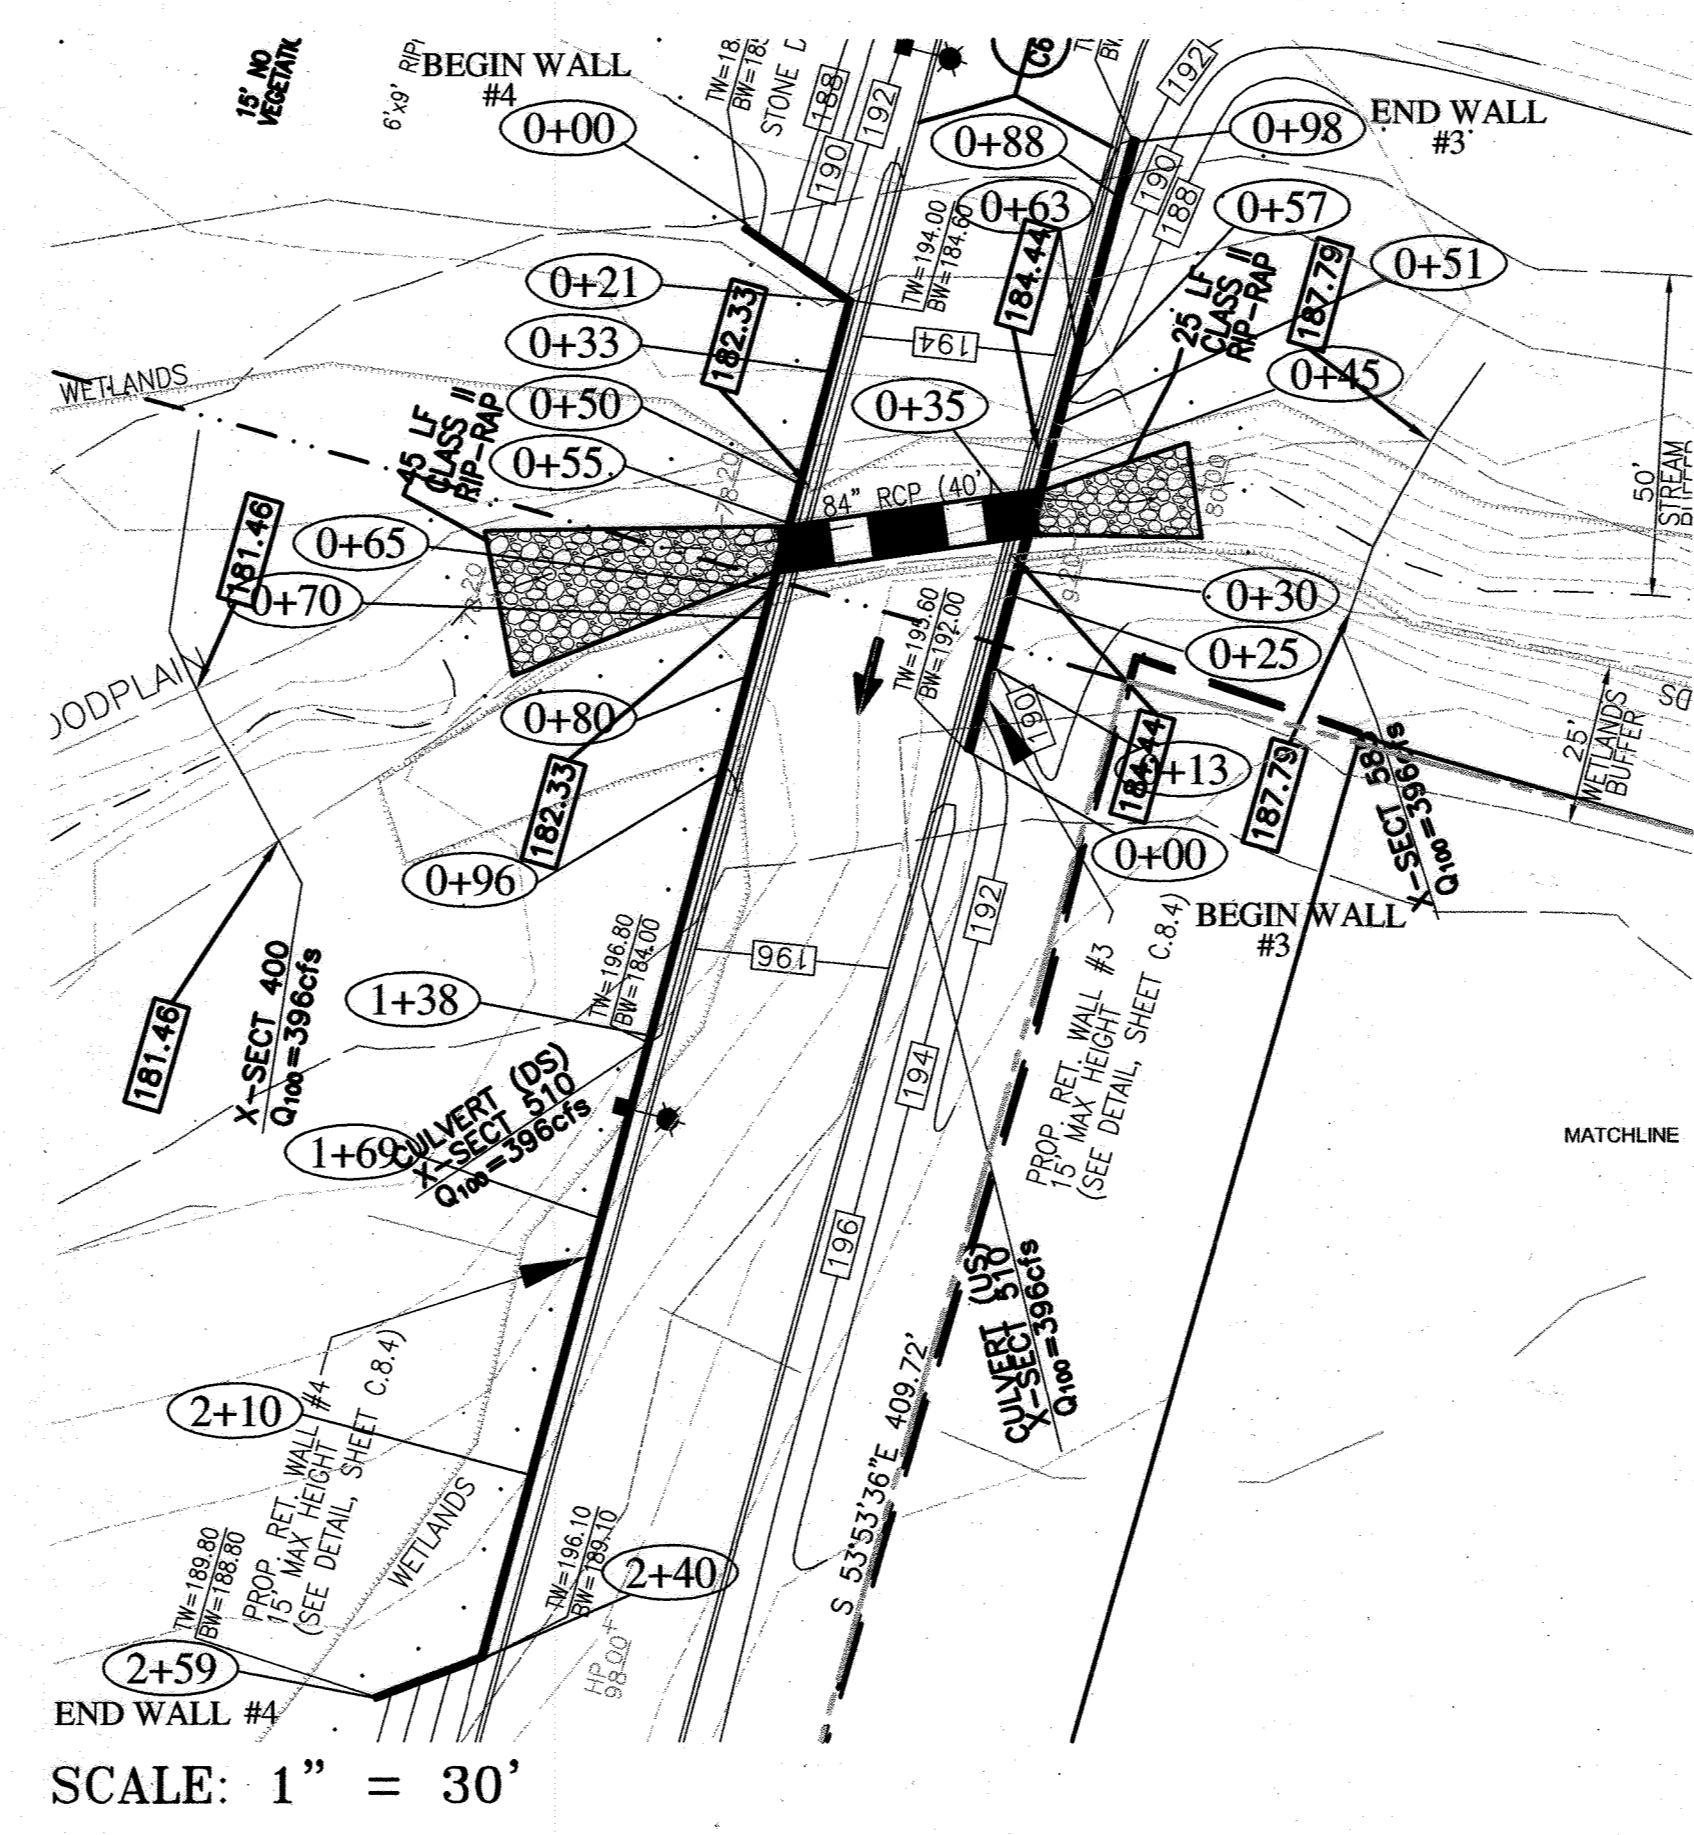 15' NO
VEGETATIO
6'x9' RIP
BEGIN WALL
#4
0+00
188
192
190
STONE D
C6
192
0+88
0+98
END WALL
#3
190
188
0+63
0+57
0+51
TW=194.00
BW=184.60
184.44
187.79
25 LF
CLASS II
RIP-RAP
0+21
0+33
182.33
194
0+45
WETLANDS
0+50
0+35
45 LF
CLASS II
RIP-RAP
0+55
84" RCP (40')
50'
STREAM
181.46
0+65
0+70
0+30
0+25
TW=195.60
BW=192.00
OODPLAIN
0+80
190
184.44
0+13
187.79
25'
WETLANDS
BUFFER
DS
182.33
0+96
0+00
X-SECT 583
Q100=396cfs
BEGIN WALL
#3
192
TW=196.80
BW=184.00
196
1+38
181.46
X-SECT 400
Q100=396cfs
194
PROP. RET. WALL #3
15' MAX HEIGHT
(SEE DETAIL, SHEET C.8.4)
MATCHLINE
CULVERT (DS)
X-SECT 510
Q100=396cfs
1+69
196
CULVERT (US)
X-SECT 510
Q100=396cfs
S 53°53'36"E 409.72'
2+10
PROP. RET. WALL #4
15' MAX HEIGHT
(SEE DETAIL, SHEET C.8.4)
WETLANDS
TW=189.80
BW=188.80
TW=196.10
BW=189.10
2+40
HP
98.00+
2+59
END WALL #4
SCALE: 1" = 30'